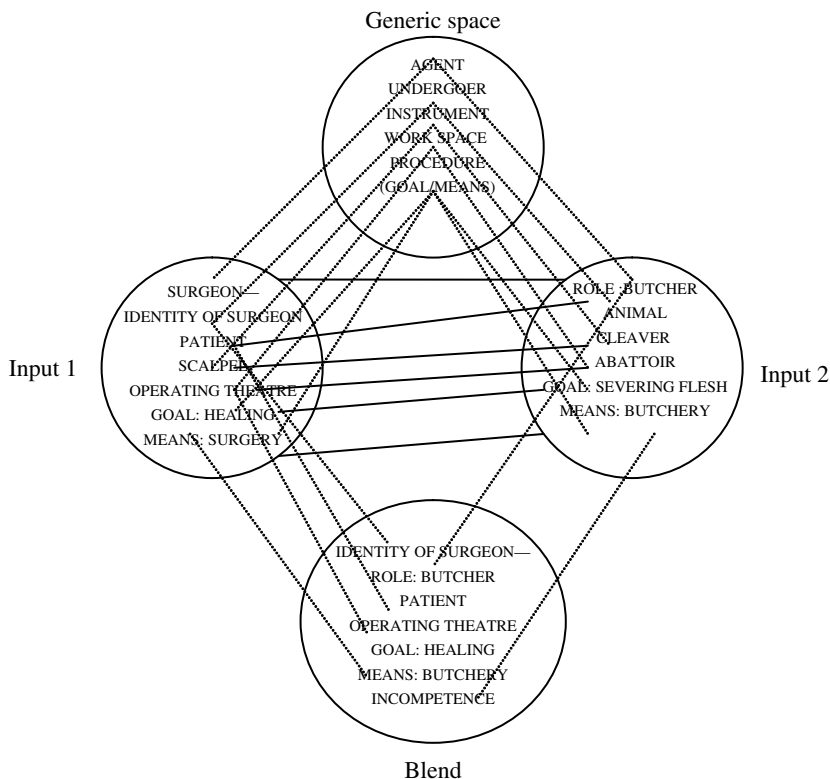 Generic space
AGENT
UNDERGOER
INSTRUMENT
WORK SPACE
PROCEDURE
(GOAL/MEANS)
Input 1
SURGEON—
IDENTITY OF SURGEON
PATIENT
SCALPEL
OPERATING THEATRE
GOAL: HEALING
MEANS: SURGERY
ROLE :BUTCHER
ANIMAL
CLEAVER
ABATTOIR
GOAL: SEVERING FLESH
MEANS: BUTCHERY
Input 2
IDENTITY OF SURGEON—
ROLE: BUTCHER
PATIENT
OPERATING THEATRE
GOAL: HEALING
MEANS: BUTCHERY
INCOMPETENCE
Blend